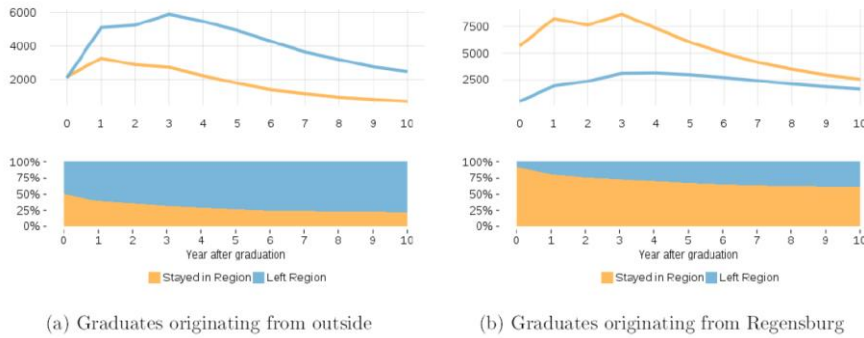 6000
4000
2000
0 1 2 3 4 5 6 7 8 9 10
100%
75%
50%
25%
0%
0 1 2 3 4 5 6 7 8 9 10
Year after graduation
Stayed in Region Left Region
(a) Graduates originating from outside
7500
5000
2500
0 1 2 3 4 5 6 7 8 9 10
100%
75%
50%
25%
0%
0 1 2 3 4 5 6 7 8 9 10
Year after graduation
Stayed in Region Left Region
(b) Graduates originating from Regensburg